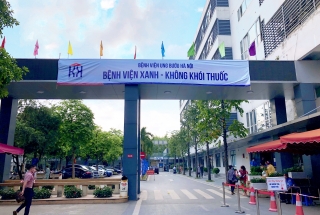 BỆNH VIỆN UNG BƯỚU HÀ NỘI
BỆNH VIỆN XANH - KHÔNG KHÓI THUỐC